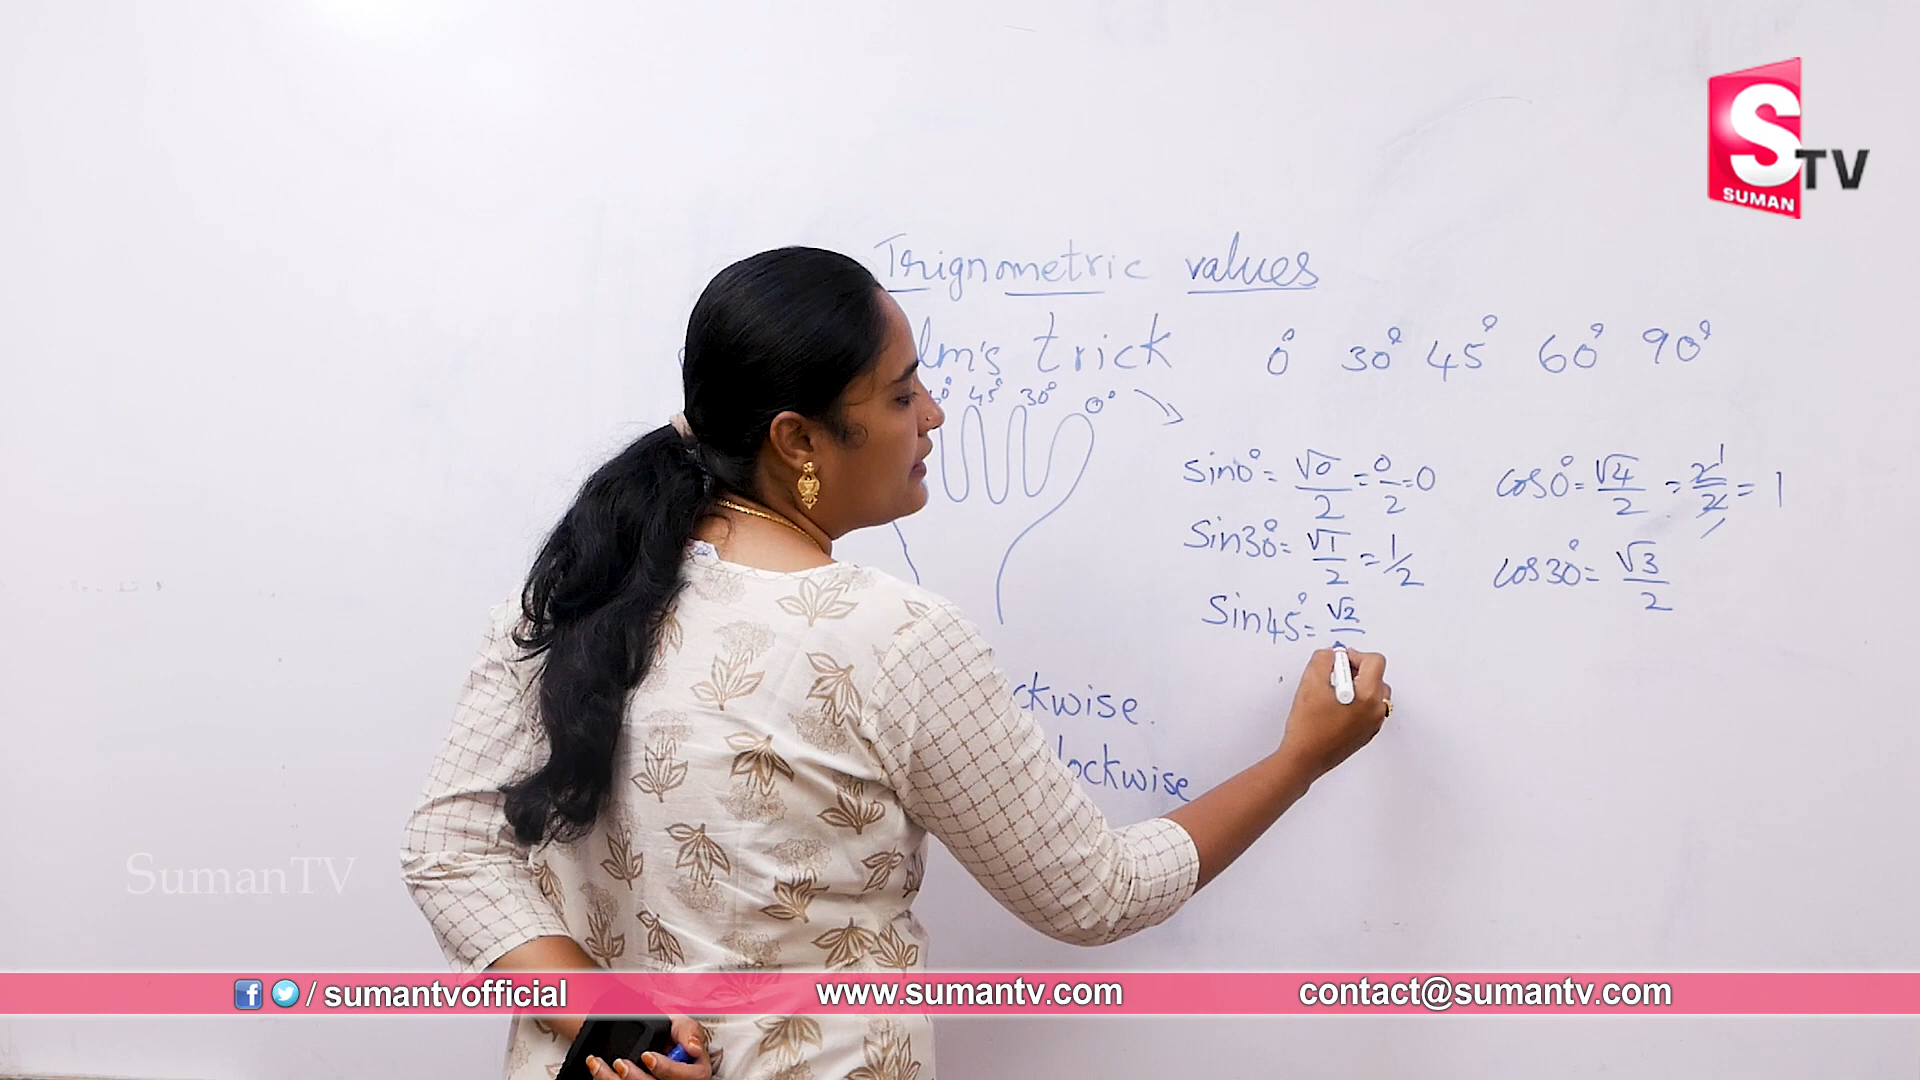 S TV
SUMAN
Trignometric values
lm's trick 0° 30° 45° 60° 90°
45° 30° 0°
sin0° = √0/2 = 0/2 = 0 cos0° = √4/2 = 2/2 = 1
Sin30° = √1/2 = 1/2 cos30° = √3/2
Sin45° = √2
ckwise.
lockwise
SumanTV
/ sumantvofficial www.sumantv.com contact@sumantv.com